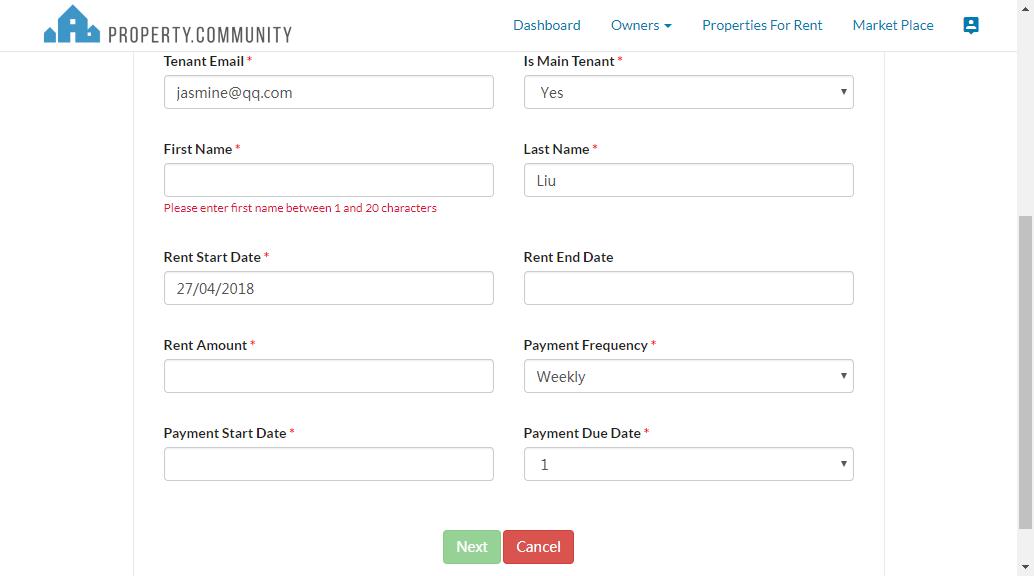 PROPERTY.COMMUNITY
Dashboard Owners Properties For Rent Market Place
Tenant Email * Is Main Tenant *
jasmine@qq.com Yes
First Name * Last Name *
Liu
Please enter first name between 1 and 20 characters
Rent Start Date * Rent End Date
27/04/2018
Rent Amount * Payment Frequency *
Weekly
Payment Start Date * Payment Due Date *
1
Next Cancel